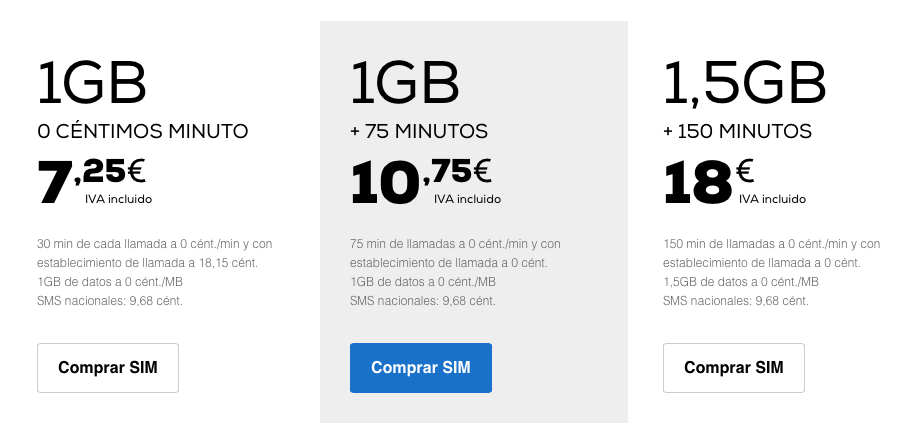 1GB
0 CÉNTIMOS MINUTO
7,25€
IVA incluido
30 min de cada llamada a 0 cént./min y con
establecimiento de llamada a 18,15 cént.
1GB de datos a 0 cént./MB
SMS nacionales: 9,68 cént.
Comprar SIM
1GB
+ 75 MINUTOS
10,75€
IVA incluido
75 min de llamadas a 0 cént./min y con
establecimiento de llamada a 0 cént.
1GB de datos a 0 cént./MB
SMS nacionales: 9,68 cént.
Comprar SIM
1,5GB
+ 150 MINUTOS
18€
IVA incluido
150 min de llamadas a 0 cént./min y con
establecimiento de llamada a 0 cént.
1,5GB de datos a 0 cént./MB
SMS nacionales: 9,68 cént.
Comprar SIM